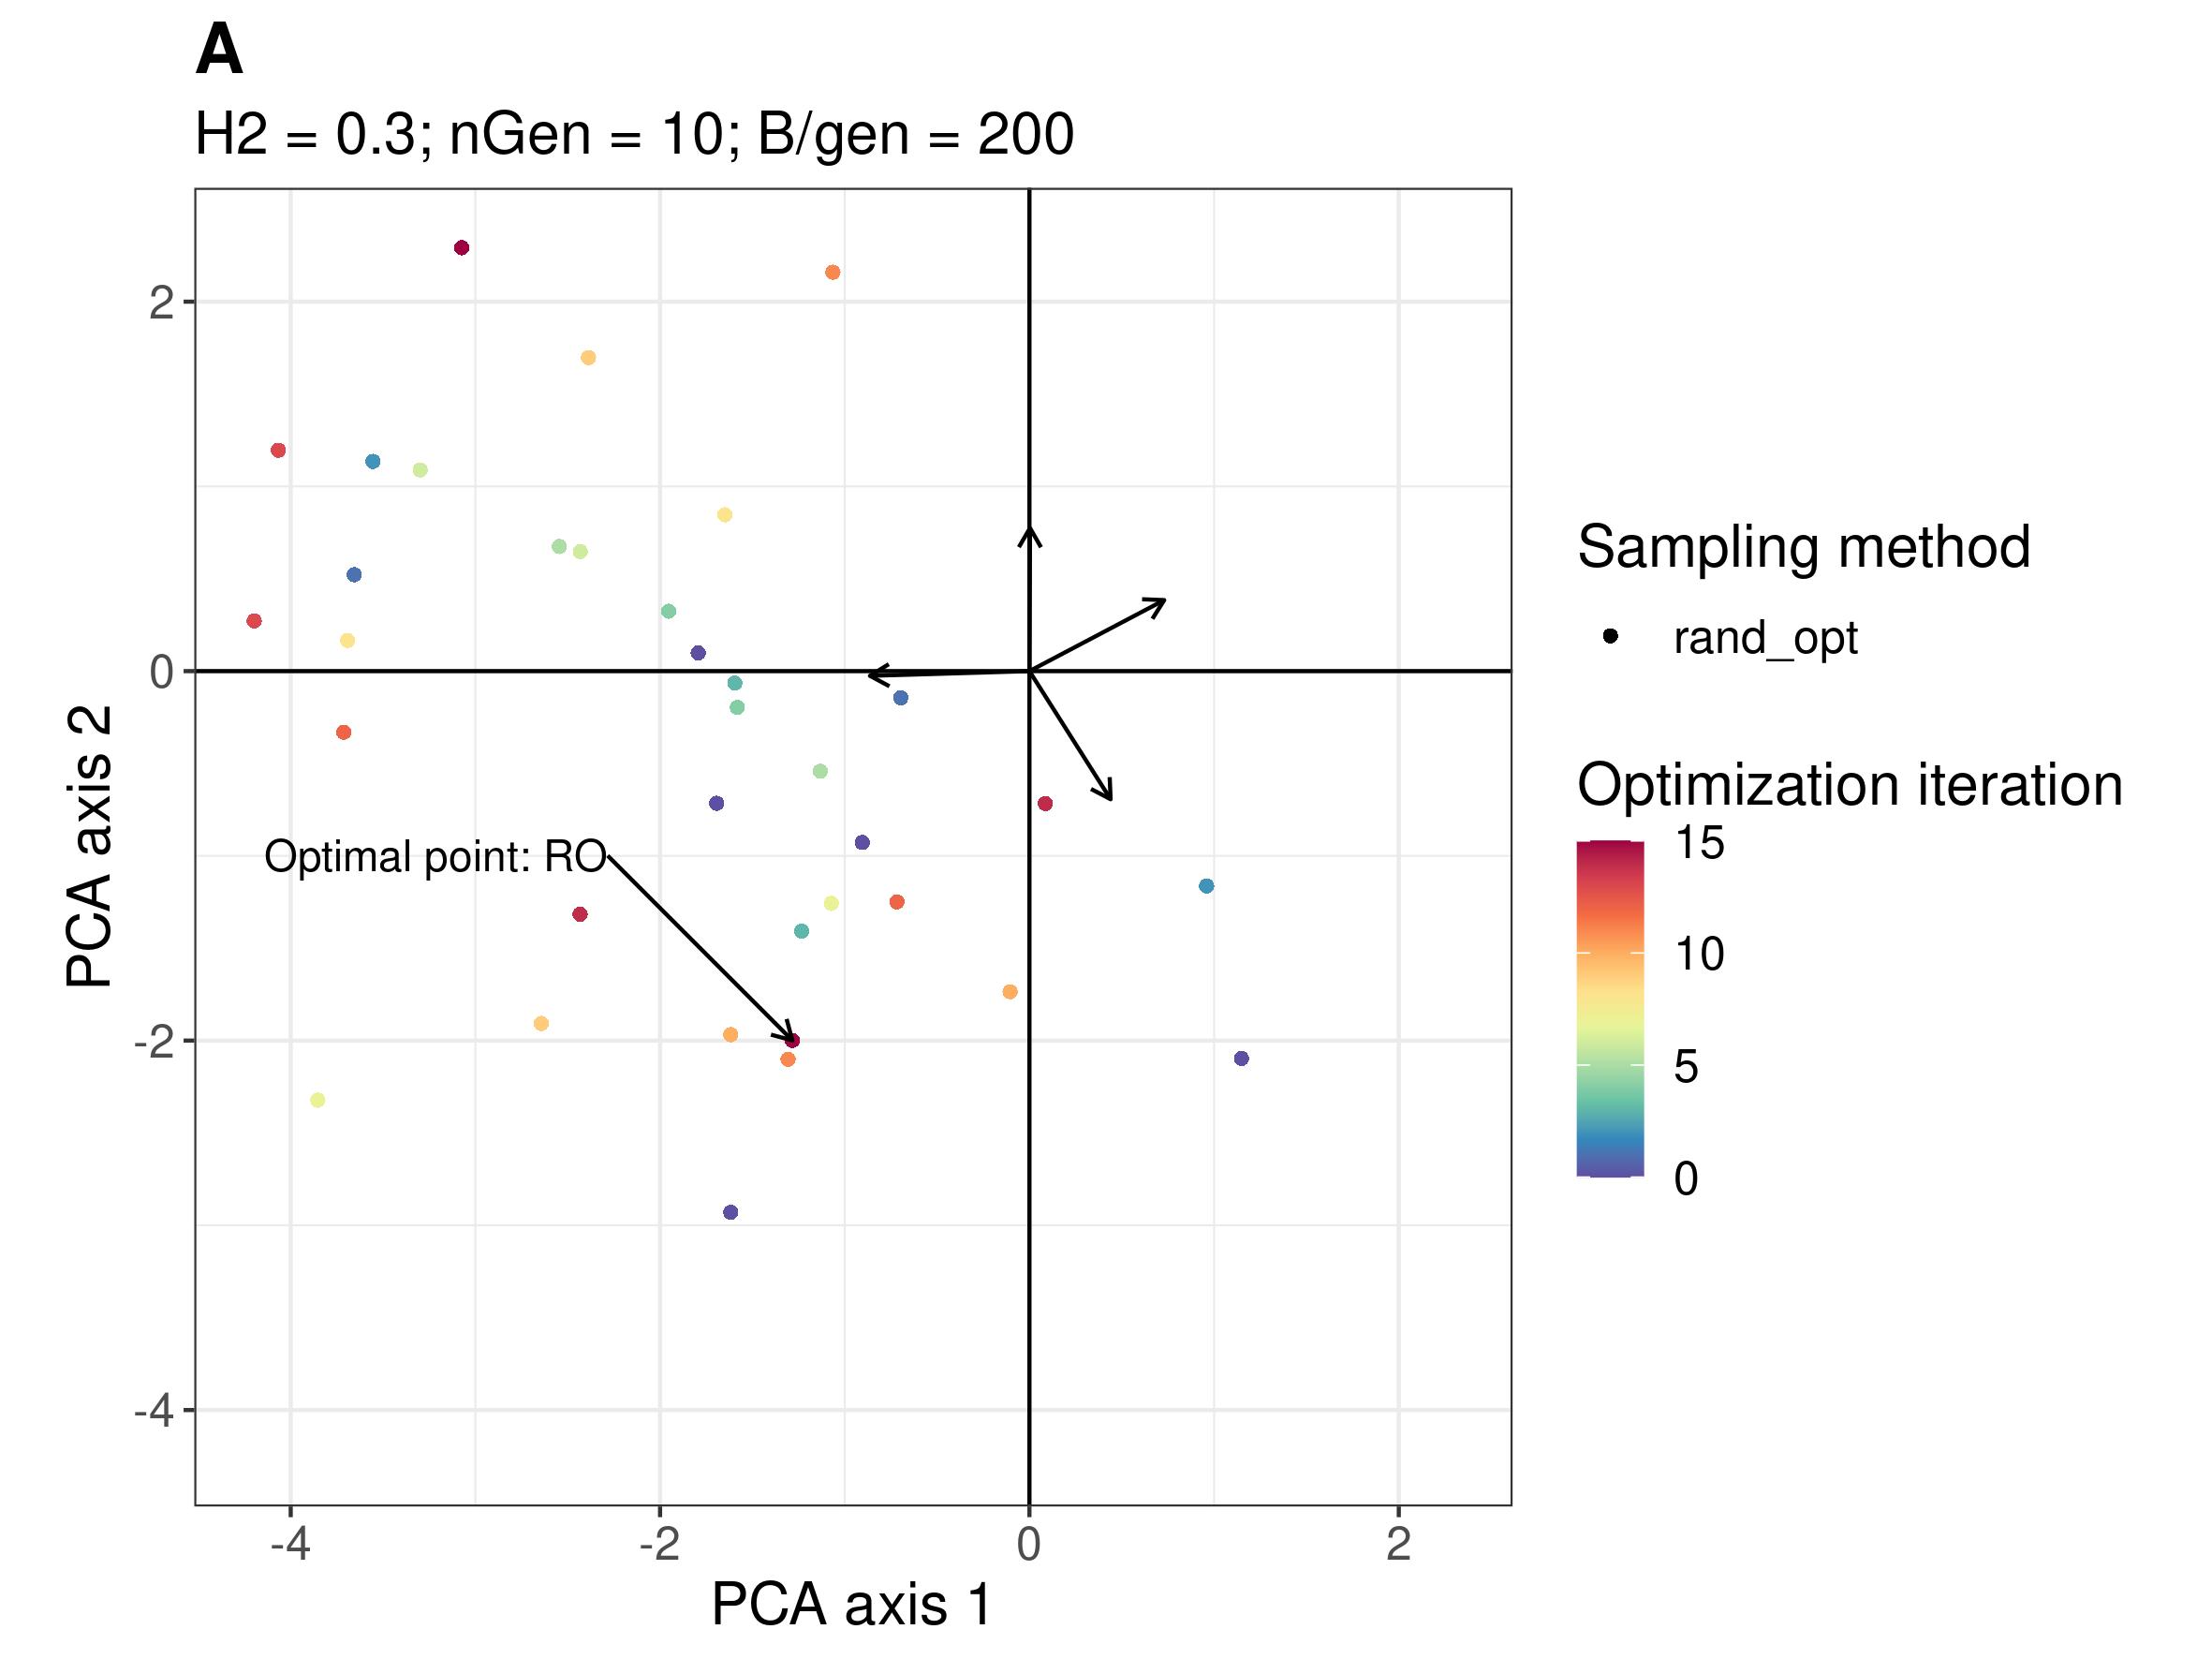 A
H2 = 0.3; nGen = 10; B/gen = 200
2
0
-2
-4
PCA axis 2
Optimal point: RO
-4
-2
0
2
PCA axis 1
Sampling method
rand_opt
Optimization iteration
15
10
5
0